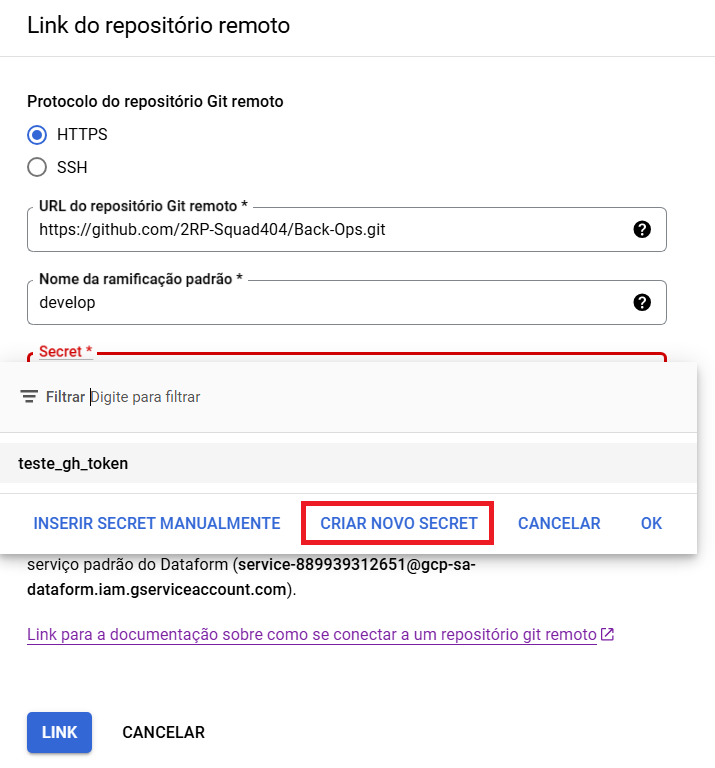 Link do repositório remoto
Protocolo do repositório Git remoto
HTTPS
SSH
URL do repositório Git remoto *
https://github.com/2RP-Squad404/Back-Ops.git
Nome da ramificação padrão *
develop
Secret *
Filtrar Digite para filtrar
teste_gh_token
INSERIR SECRET MANUALMENTE CRIAR NOVO SECRET CANCELAR OK
serviço padrão do Dataform (service-889939312651@gcp-sa-
dataform.iam.gserviceaccount.com).
Link para a documentação sobre como se conectar a um repositório git remoto
LINK CANCELAR